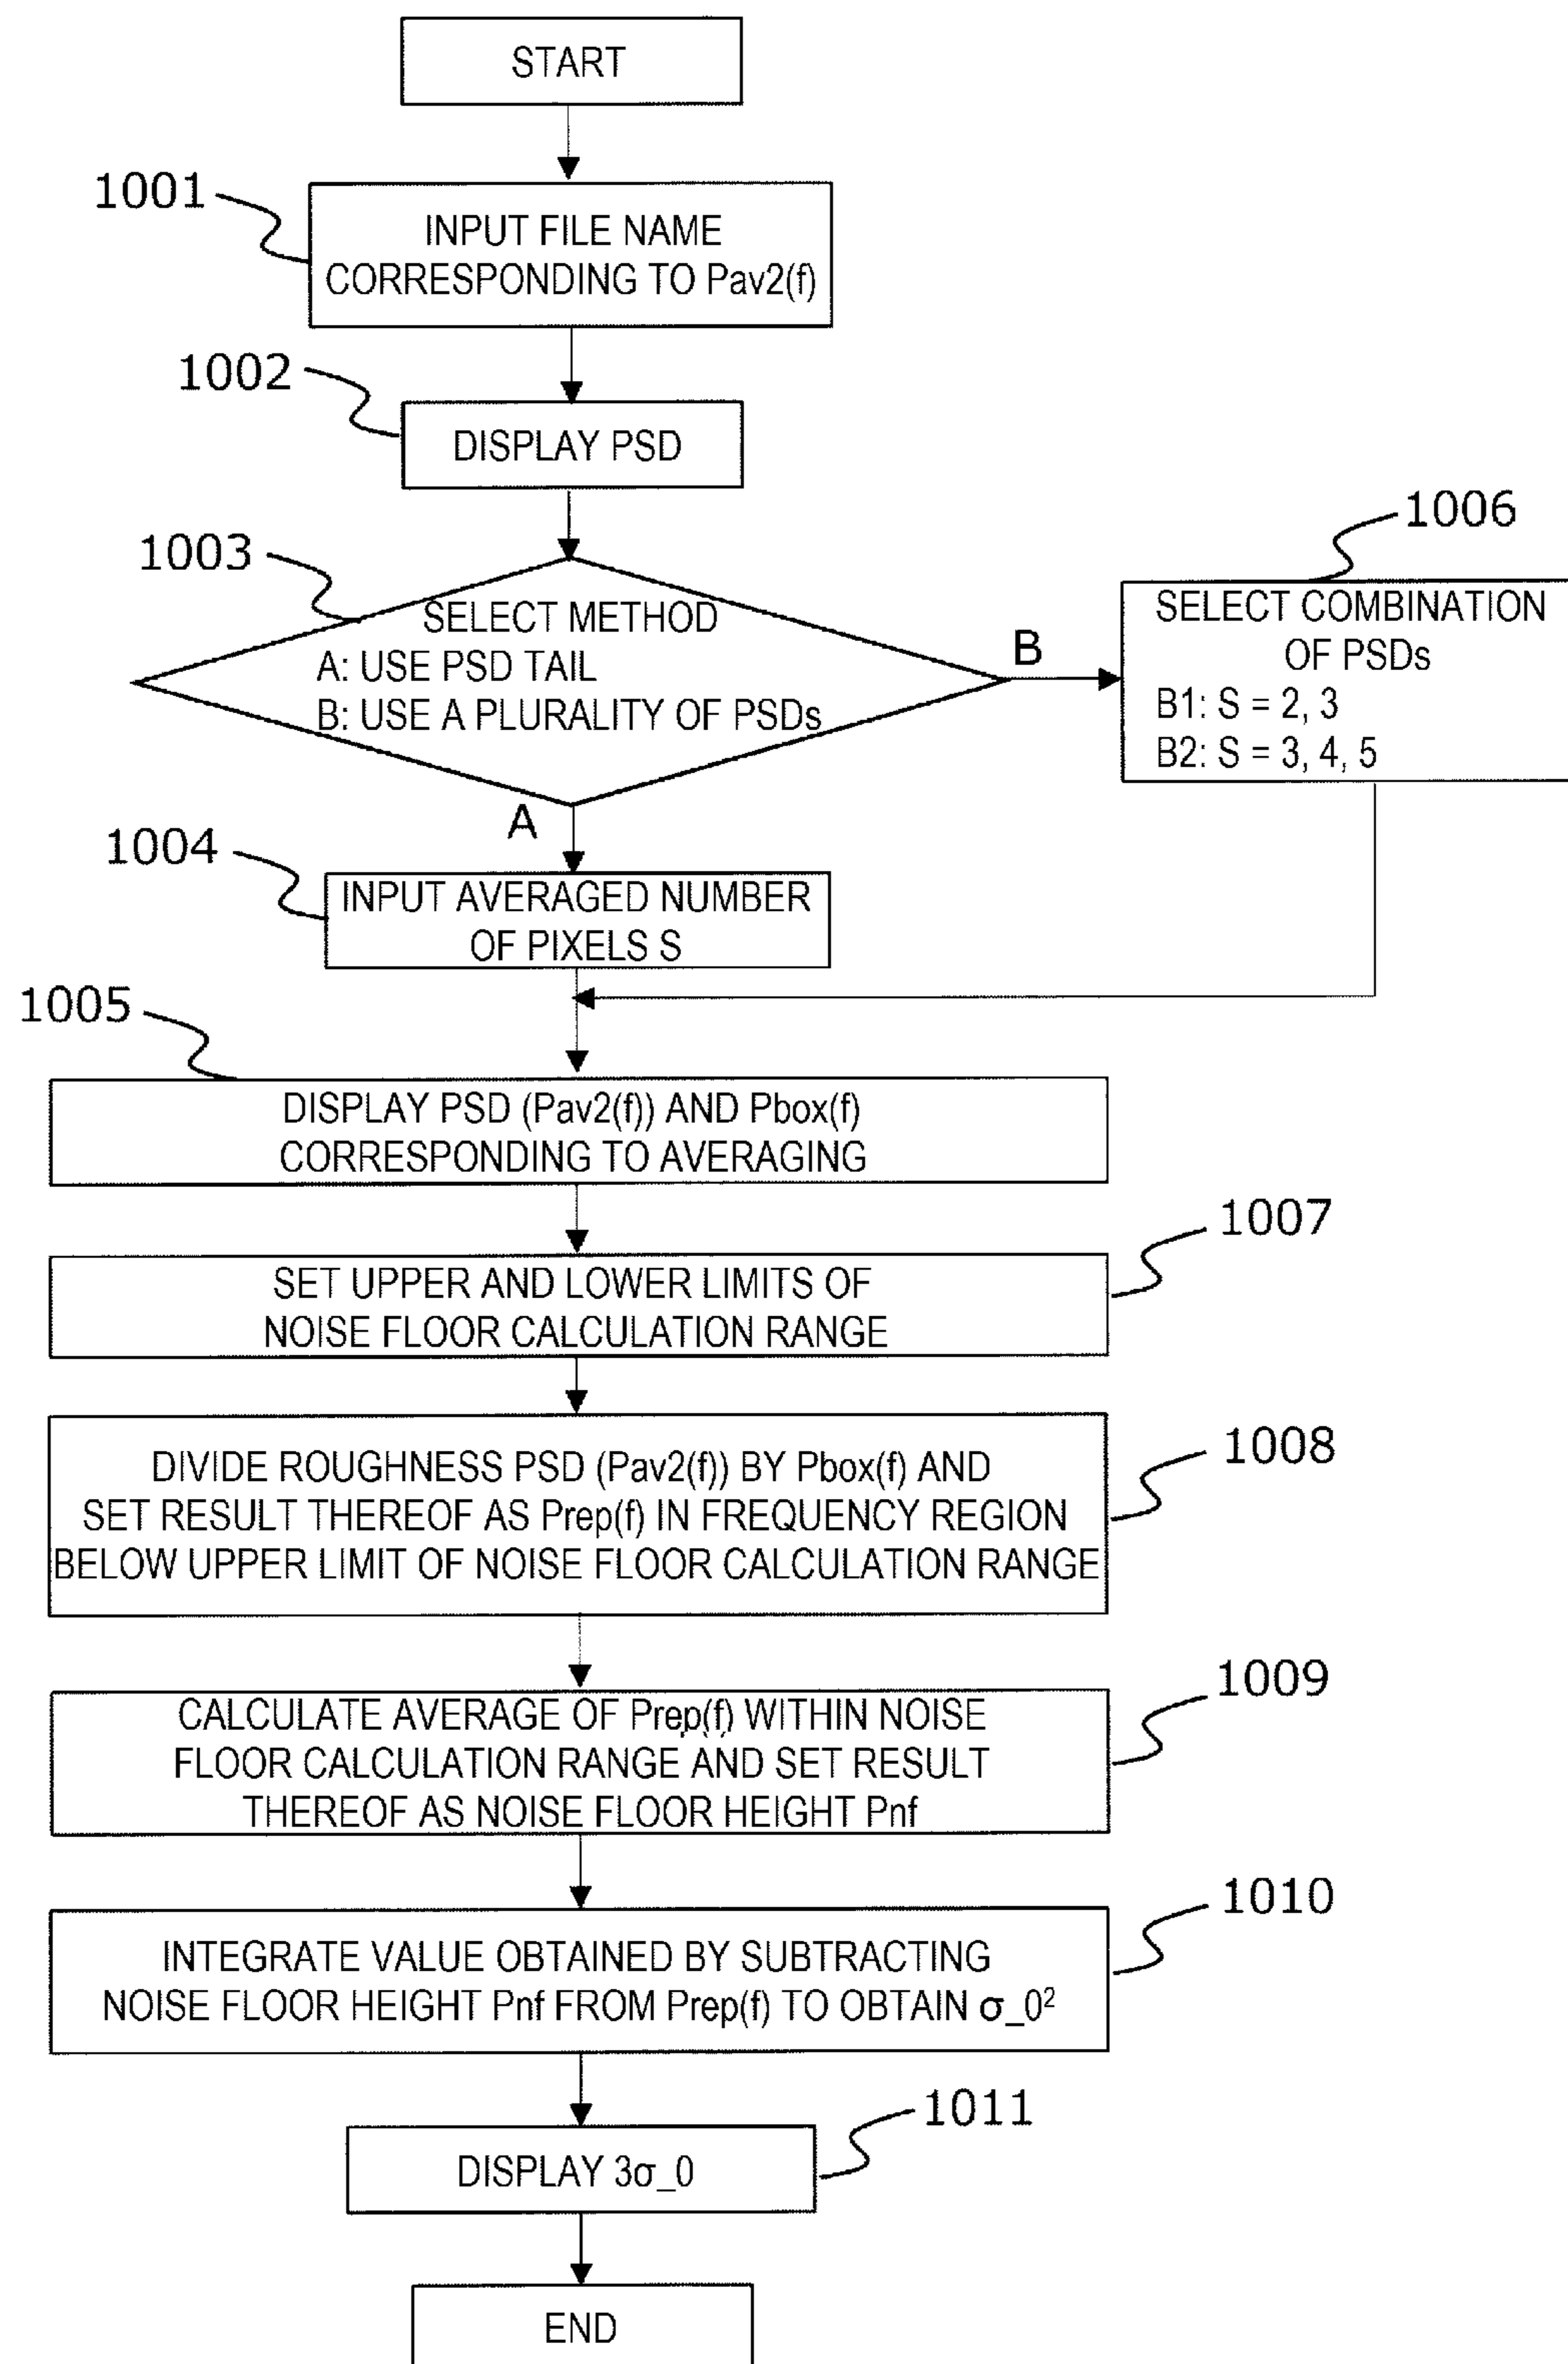 START
1001
INPUT FILE NAME
CORRESPONDING TO Pav2(f)
1002
DISPLAY PSD
1003
SELECT METHOD
A: USE PSD TAIL
B: USE A PLURALITY OF PSDs
B
1006
SELECT COMBINATION
OF PSDs
B1: S = 2, 3
B2: S = 3, 4, 5
A
1004
INPUT AVERAGED NUMBER
OF PIXELS S
1005
DISPLAY PSD (Pav2(f)) AND Pbox(f)
CORRESPONDING TO AVERAGING
1007
SET UPPER AND LOWER LIMITS OF
NOISE FLOOR CALCULATION RANGE
1008
DIVIDE ROUGHNESS PSD (Pav2(f)) BY Pbox(f) AND
SET RESULT THEREOF AS Prep(f) IN FREQUENCY REGION
BELOW UPPER LIMIT OF NOISE FLOOR CALCULATION RANGE
1009
CALCULATE AVERAGE OF Prep(f) WITHIN NOISE
FLOOR CALCULATION RANGE AND SET RESULT
THEREOF AS NOISE FLOOR HEIGHT Pnf
1010
INTEGRATE VALUE OBTAINED BY SUBTRACTING
NOISE FLOOR HEIGHT Pnf FROM Prep(f) TO OBTAIN σ_0²
1011
DISPLAY 3σ_0
END